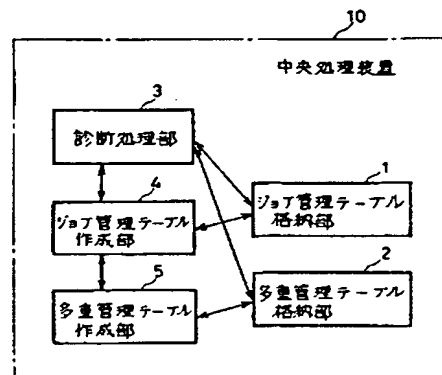 10
中央処理装置
3
診断処理部
4
ジョブ管理テーブル
作成部
1
ジョブ管理テーブル
格納部
5
多重管理テーブル
作成部
2
多重管理テーブル
格納部